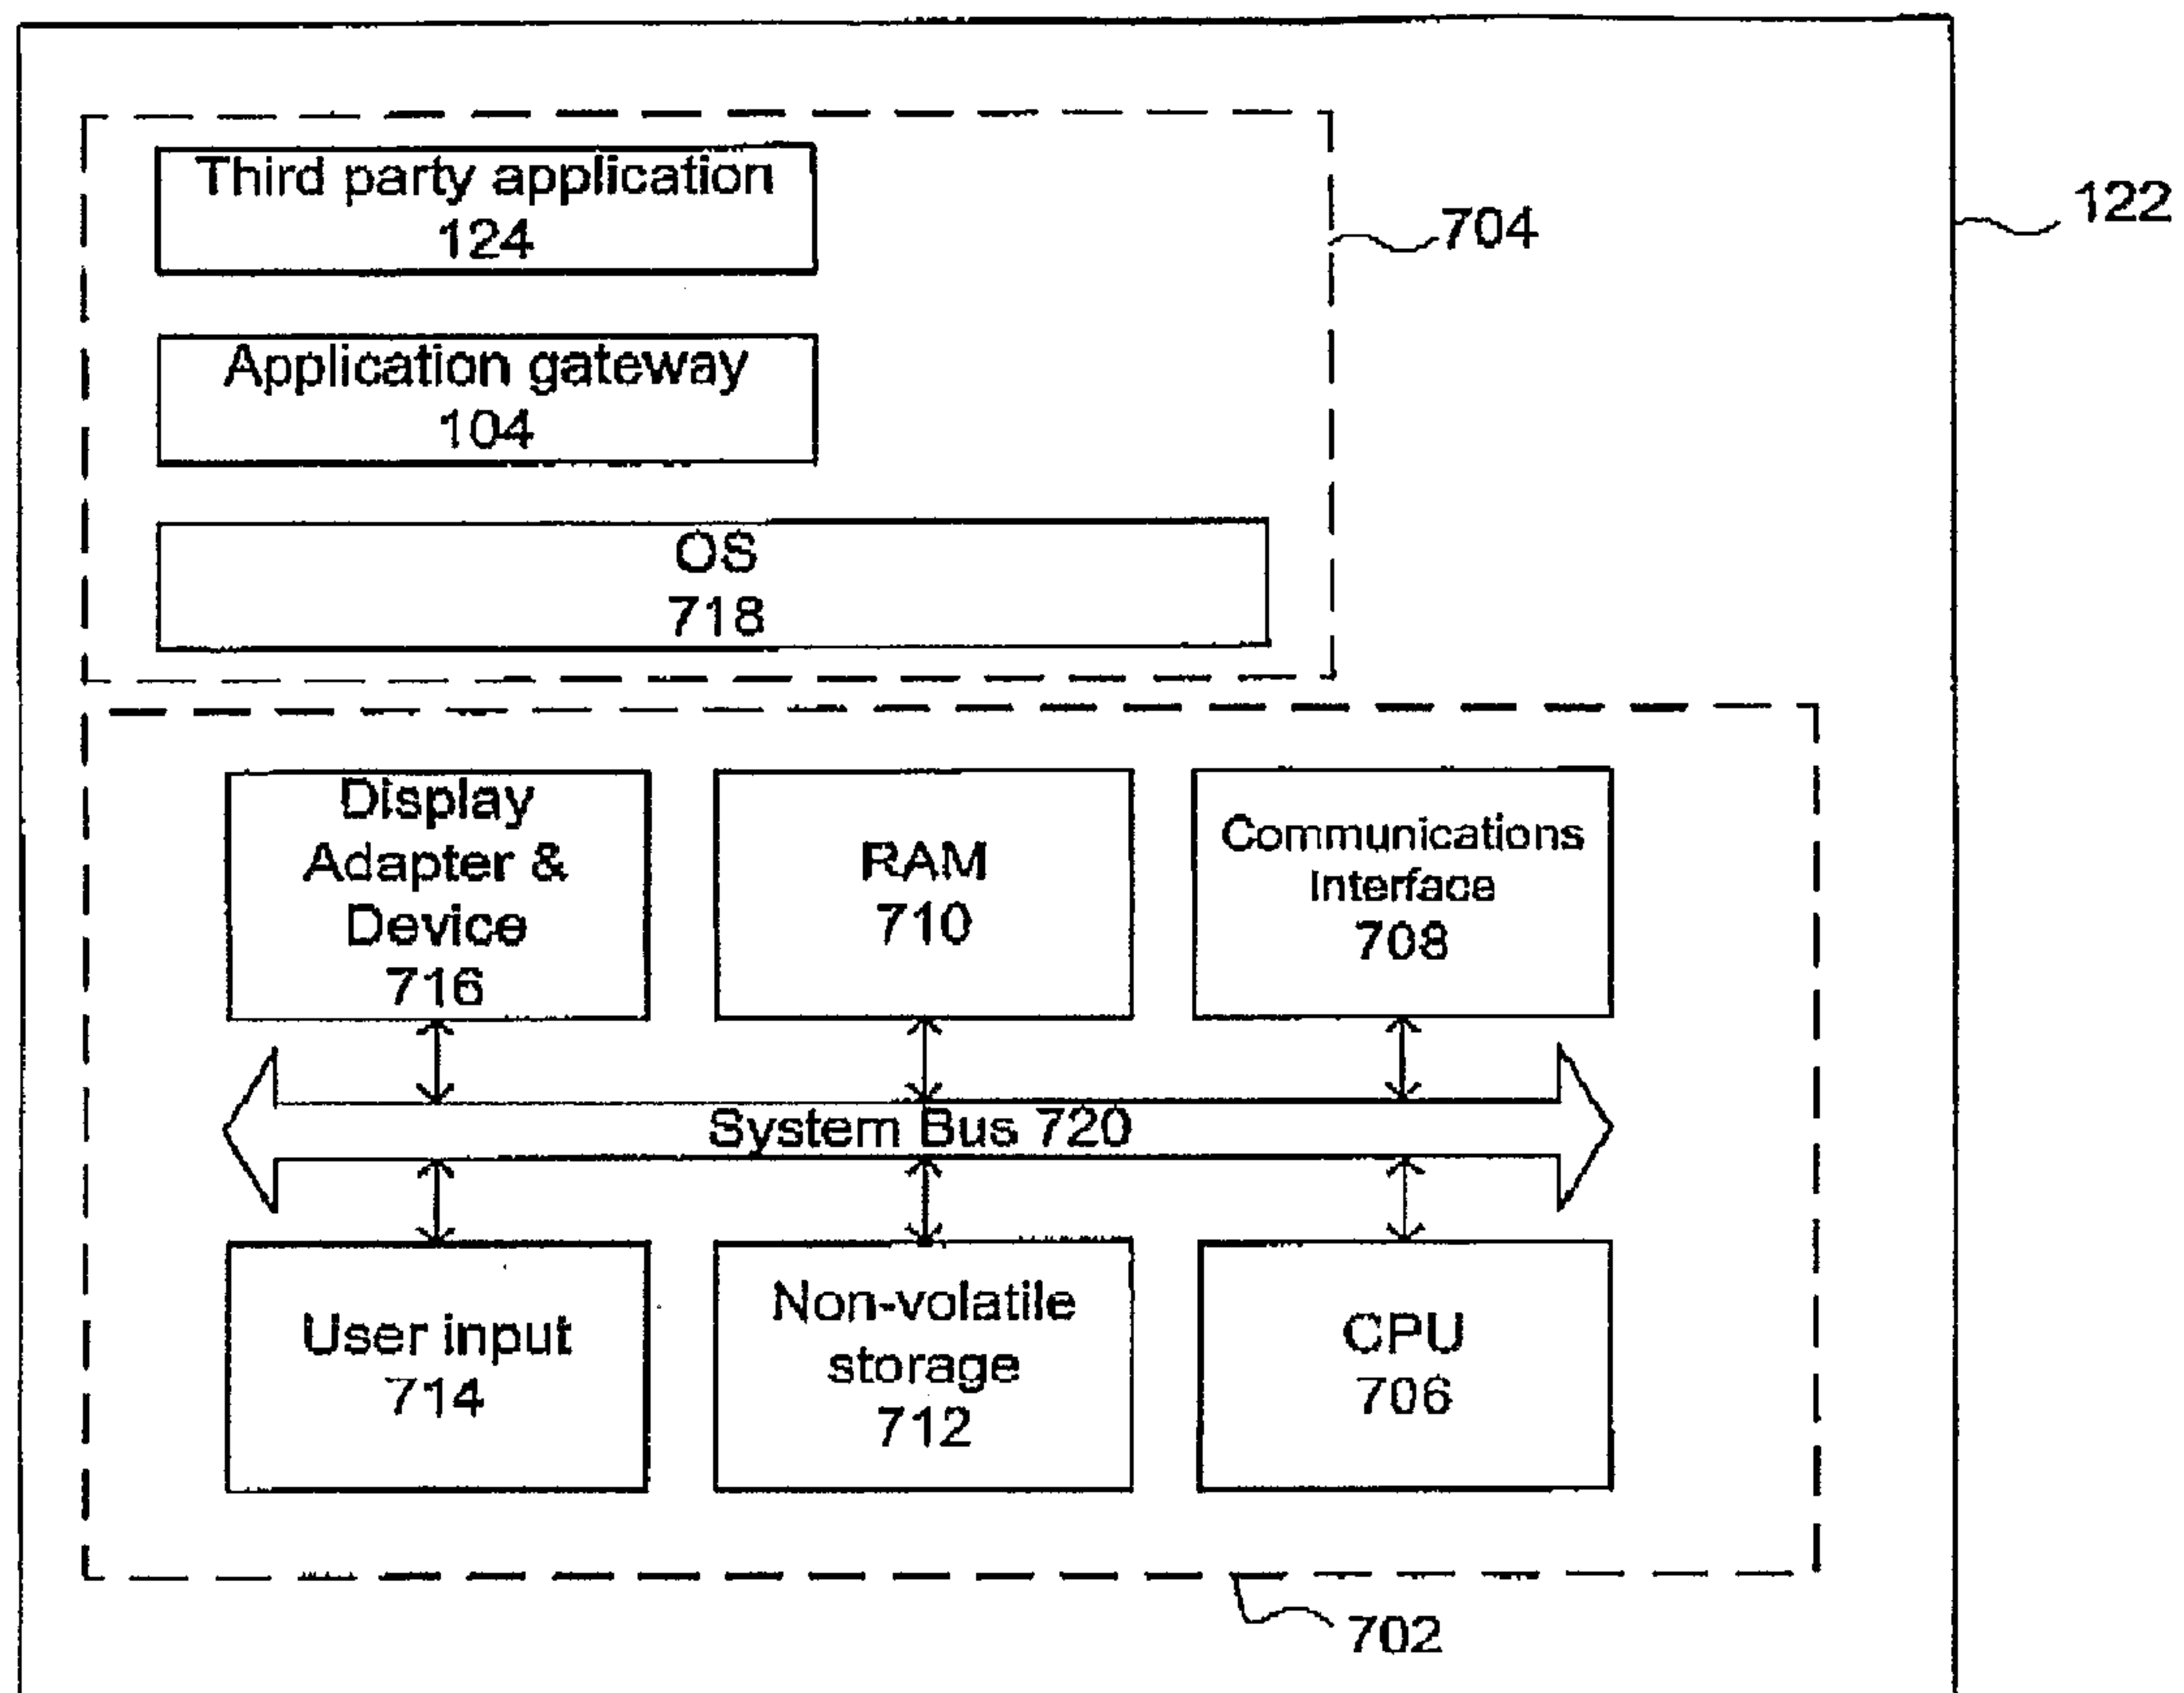 Third party application
124
704
122
Application gateway
104
OS
718
Display
Adapter &
Device
716
RAM
710
Communications
Interface
708
System Bus 720
User input
714
Non-volatile
storage
712
CPU
706
702